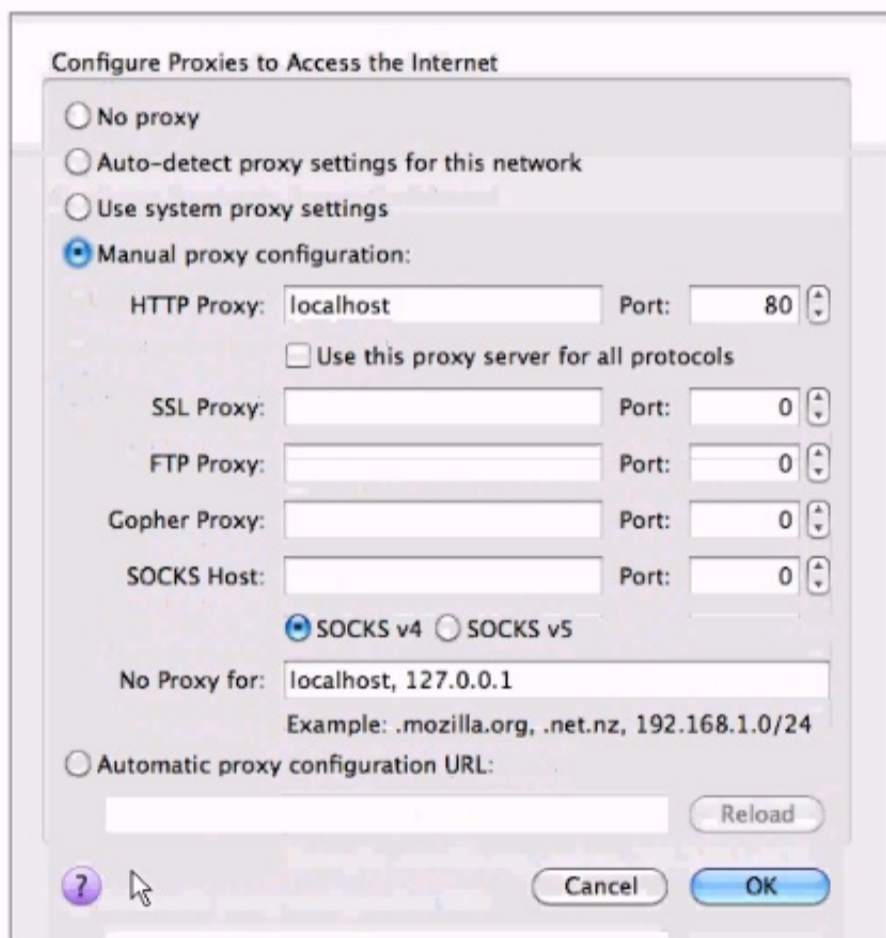 Configure Proxies to Access the Internet
No proxy
Auto-detect proxy settings for this network
Use system proxy settings
Manual proxy configuration:
HTTP Proxy: localhost Port: 80
Use this proxy server for all protocols
SSL Proxy: Port: 0
FTP Proxy: Port: 0
Gopher Proxy: Port: 0
SOCKS Host: Port: 0
SOCKS v4 SOCKS v5
No Proxy for: localhost, 127.0.0.1
Example: .mozilla.org, .net.nz, 192.168.1.0/24
Automatic proxy configuration URL:
Reload
? Cancel OK